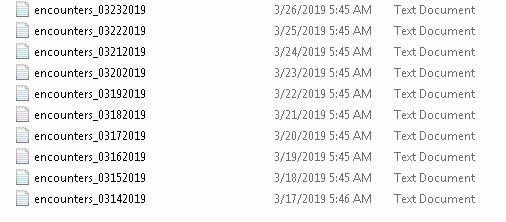 encounters_03232019 3/26/2019 5:45 AM Text Document
encounters_03222019 3/25/2019 5:45 AM Text Document
encounters_03212019 3/24/2019 5:45 AM Text Document
encounters_03202019 3/23/2019 5:45 AM Text Document
encounters_03192019 3/22/2019 5:45 AM Text Document
encounters_03182019 3/21/2019 5:45 AM Text Document
encounters_03172019 3/20/2019 5:45 AM Text Document
encounters_03162019 3/19/2019 5:45 AM Text Document
encounters_03152019 3/18/2019 5:45 AM Text Document
encounters_03142019 3/17/2019 5:46 AM Text Document